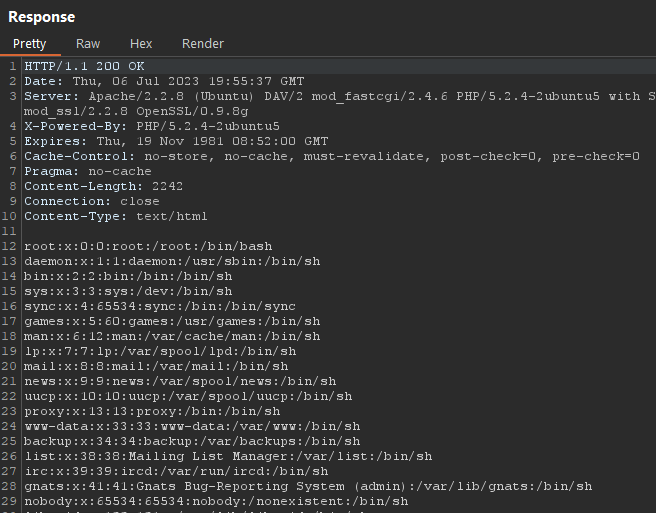 Response
Pretty Raw Hex Render
1 HTTP/1.1 200 OK
2 Date: Thu, 06 Jul 2023 19:55:37 GMT
3 Server: Apache/2.2.8 (Ubuntu) DAV/2 mod_fastcgi/2.4.6 PHP/5.2.4-2ubuntu5 with S
mod_ssl/2.2.8 OpenSSL/0.9.8g
4 X-Powered-By: PHP/5.2.4-2ubuntu5
5 Expires: Thu, 19 Nov 1981 08:52:00 GMT
6 Cache-Control: no-store, no-cache, must-revalidate, post-check=0, pre-check=0
7 Pragma: no-cache
8 Content-Length: 2242
9 Connection: close
10 Content-Type: text/html
11
12 root:x:0:0:root:/root:/bin/bash
13 daemon:x:1:1:daemon:/usr/sbin:/bin/sh
14 bin:x:2:2:bin:/bin:/bin/sh
15 sys:x:3:3:sys:/dev:/bin/sh
16 sync:x:4:65534:sync:/bin:/bin/sync
17 games:x:5:60:games:/usr/games:/bin/sh
18 man:x:6:12:man:/var/cache/man:/bin/sh
19 lp:x:7:7:lp:/var/spool/lpd:/bin/sh
20 mail:x:8:8:mail:/var/mail:/bin/sh
21 news:x:9:9:news:/var/spool/news:/bin/sh
22 uucp:x:10:10:uucp:/var/spool/uucp:/bin/sh
23 proxy:x:13:13:proxy:/bin:/bin/sh
24 www-data:x:33:33:www-data:/var/www:/bin/sh
25 backup:x:34:34:backup:/var/backups:/bin/sh
26 list:x:38:38:Mailing List Manager:/var/list:/bin/sh
27 irc:x:39:39:ircd:/var/run/ircd:/bin/sh
28 gnats:x:41:41:Gnats Bug-Reporting System (admin):/var/lib/gnats:/bin/sh
29 nobody:x:65534:65534:nobody:/nonexistent:/bin/sh